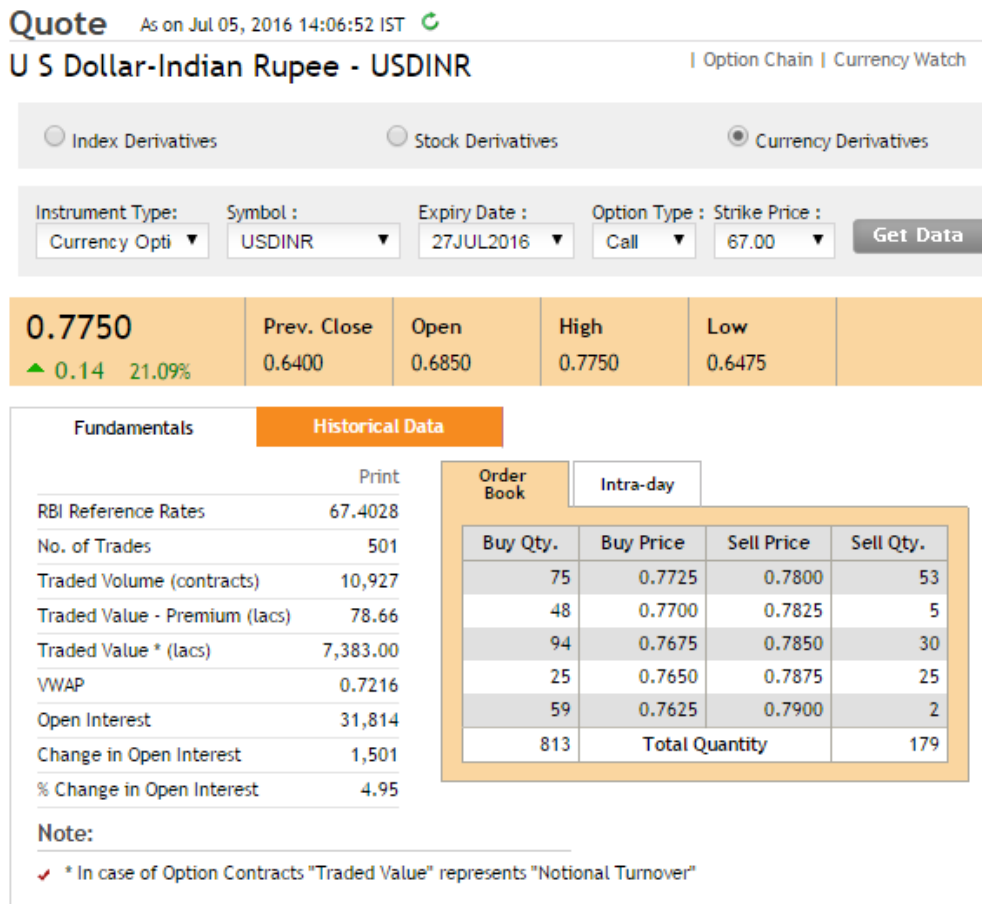 Quote As on Jul 05, 2016 14:06:52 IST
U S Dollar-Indian Rupee - USDINR | Option Chain | Currency Watch
Index Derivatives Stock Derivatives Currency Derivatives
Instrument Type: Symbol : Expiry Date : Option Type : Strike Price :
Currency Opti USDINR 27JUL2016 Call 67.00 Get Data
0.7750 Prev. Close Open High Low
0.14 21.09% 0.6400 0.6850 0.7750 0.6475
Fundamentals Historical Data
Print
RBI Reference Rates 67.4028
No. of Trades 501
Traded Volume (contracts) 10,927
Traded Value - Premium (lacs) 78.66
Traded Value * (lacs) 7,383.00
VWAP 0.7216
Open Interest 31,814
Change in Open Interest 1,501
% Change in Open Interest 4.95
Order
Book
Intra-day
Buy Qty. Buy Price Sell Price Sell Qty.
75 0.7725 0.7800 53
48 0.7700 0.7825 5
94 0.7675 0.7850 30
25 0.7650 0.7875 25
59 0.7625 0.7900 2
813 Total Quantity 179
Note:
* In case of Option Contracts "Traded Value" represents "Notional Turnover"